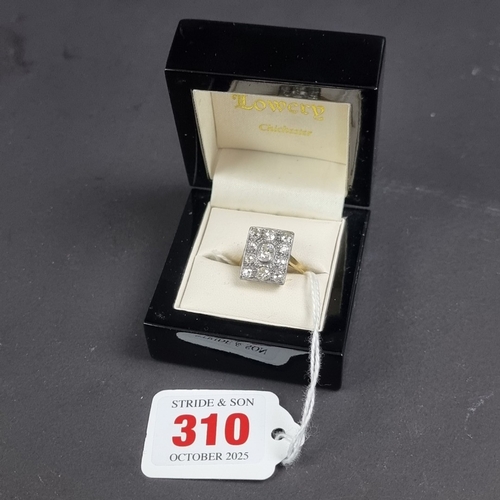 Lowery
Chichester
STRIDE & SON
310
OCTOBER 2025